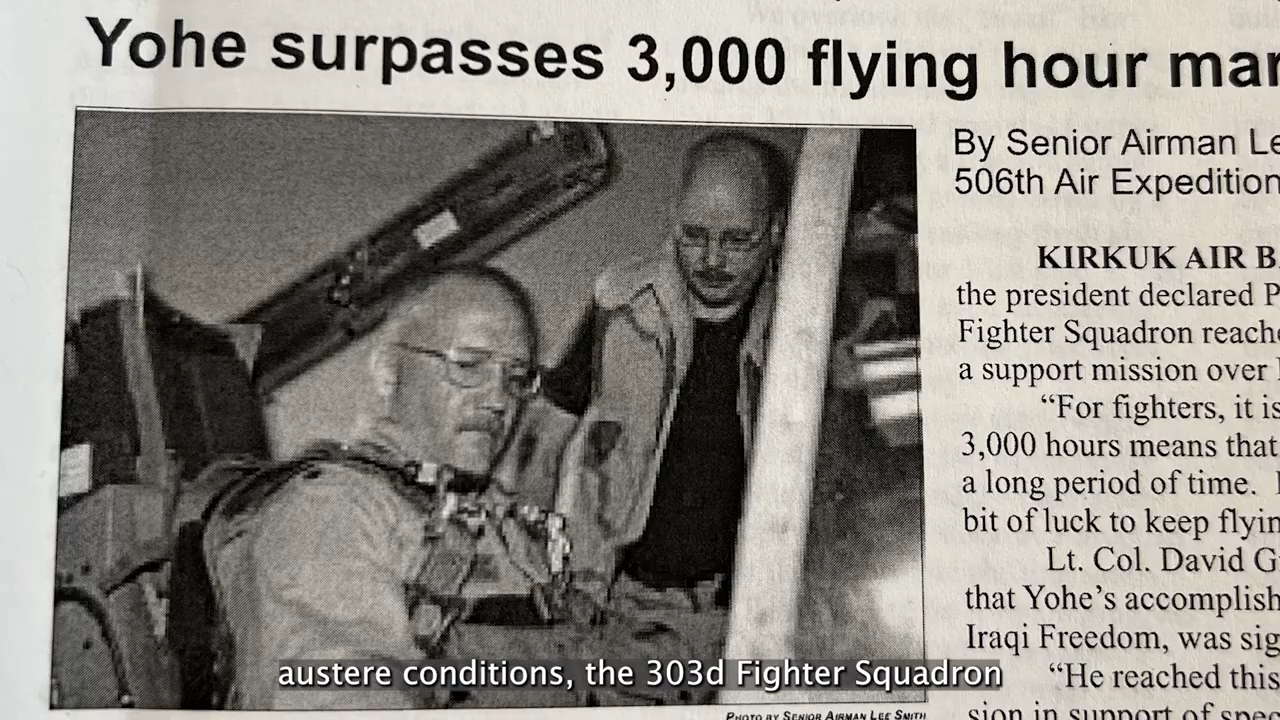 Yohe surpasses 3,000 flying hour mar
By Senior Airman Le
506th Air Expedition
KIRKUK AIR B
the president declared P
Fighter Squadron reach
a support mission over
“For fighters, it is
3,000 hours means that
a long period of time.
bit of luck to keep flyin
Lt. Col. David G
that Yohe’s accomplish
Iraqi Freedom, was sig
“He reached this
sion in support of spec
PHOTO BY SENIOR AIRMAN LEE SMITH
austere conditions, the 303d Fighter Squadron